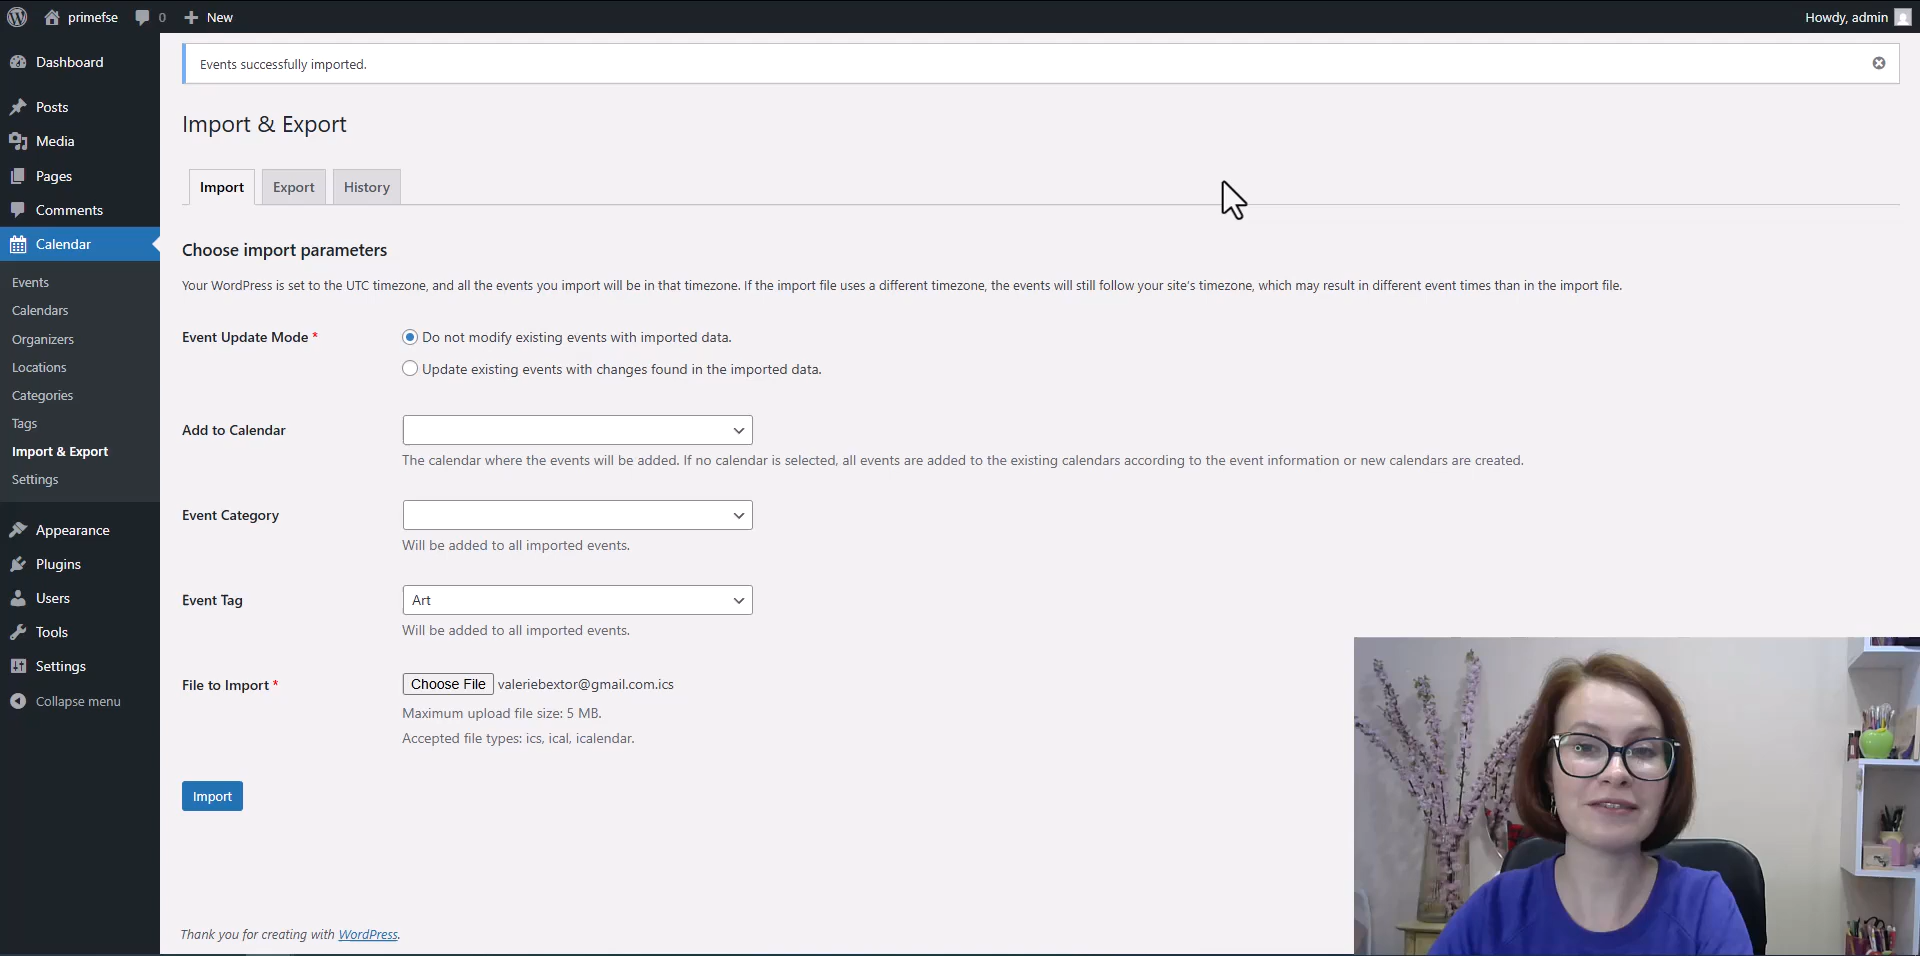 primefse
0
New
Howdy, admin
Dashboard
Posts
Media
Pages
Comments
Calendar
Events
Calendars
Organizers
Locations
Categories
Tags
Import & Export
Settings
Appearance
Plugins
Users
Tools
Settings
Collapse menu
Events successfully imported.
Import & Export
Import
Export
History
Choose import parameters
Your WordPress is set to the UTC timezone, and all the events you import will be in that timezone. If the import file uses a different timezone, the events will still follow your site's timezone, which may result in different event times than in the import file.
Event Update Mode *
Do not modify existing events with imported data.
Update existing events with changes found in the imported data.
Add to Calendar
The calendar where the events will be added. If no calendar is selected, all events are added to the existing calendars according to the event information or new calendars are created.
Event Category
Will be added to all imported events.
Event Tag
Art
Will be added to all imported events.
File to Import *
Choose File valeriebextor@gmail.com.ics
Maximum upload file size: 5 MB.
Accepted file types: ics, ical, icalendar.
Import
Thank you for creating with WordPress.